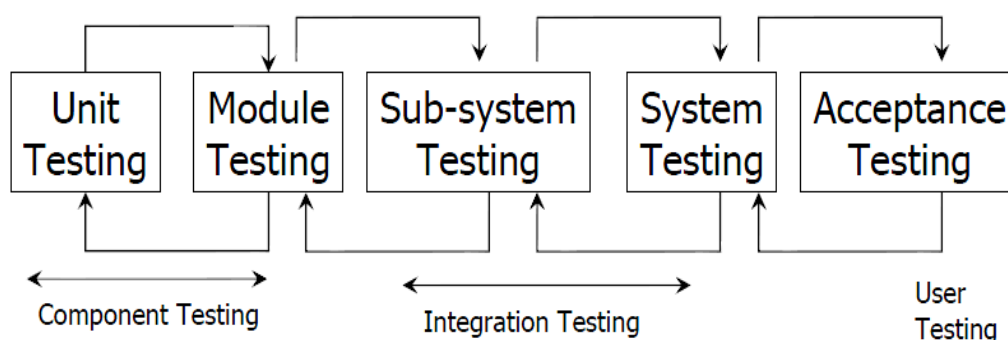 Unit
Testing
Module
Testing
Sub-system
Testing
System
Testing
Acceptance
Testing
Component Testing
Integration Testing
User
Testing